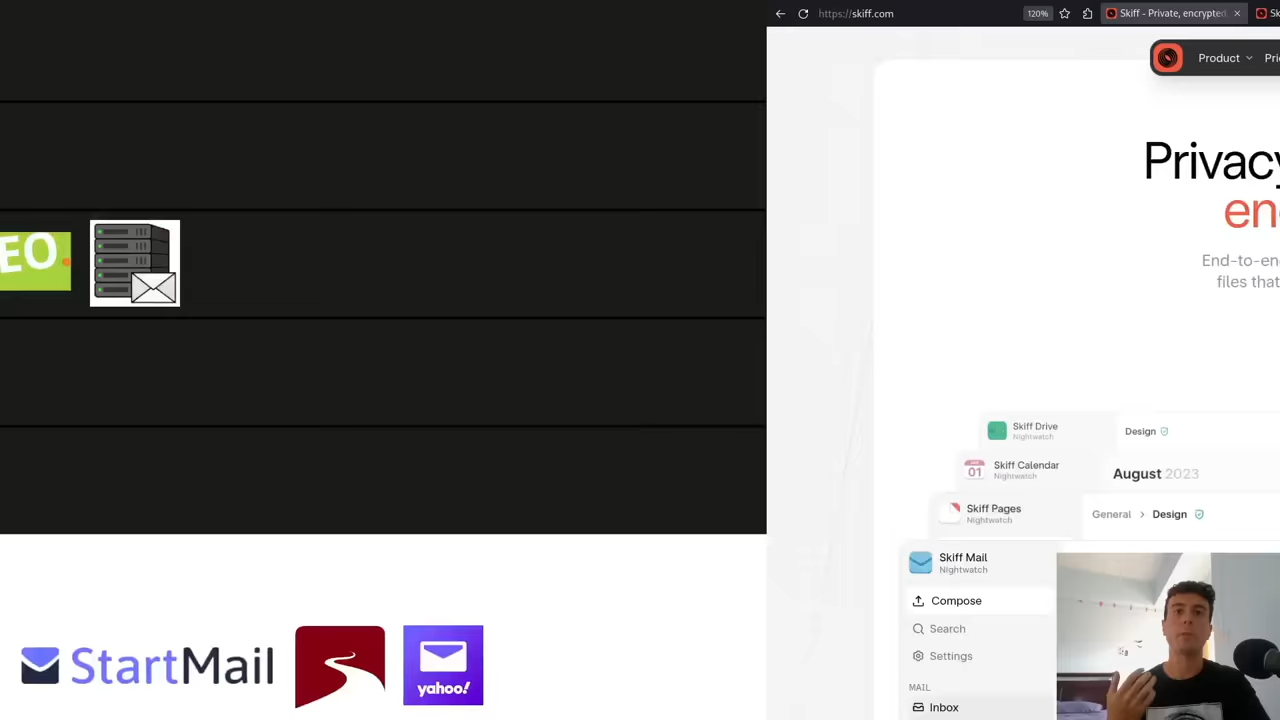 https://skiff.com
120%
Skiff - Private, encrypted
Sk
Product
Pri
Privacy
en
End-to-en
files that
EO.
Skiff Drive
Nightwatch
Design
Skiff Calendar
Nightwatch
01
August 2023
Skiff Pages
Nightwatch
General > Design
Skiff Mail
Nightwatch
Compose
Search
Settings
MAIL
Inbox
StartMail
yahoo!